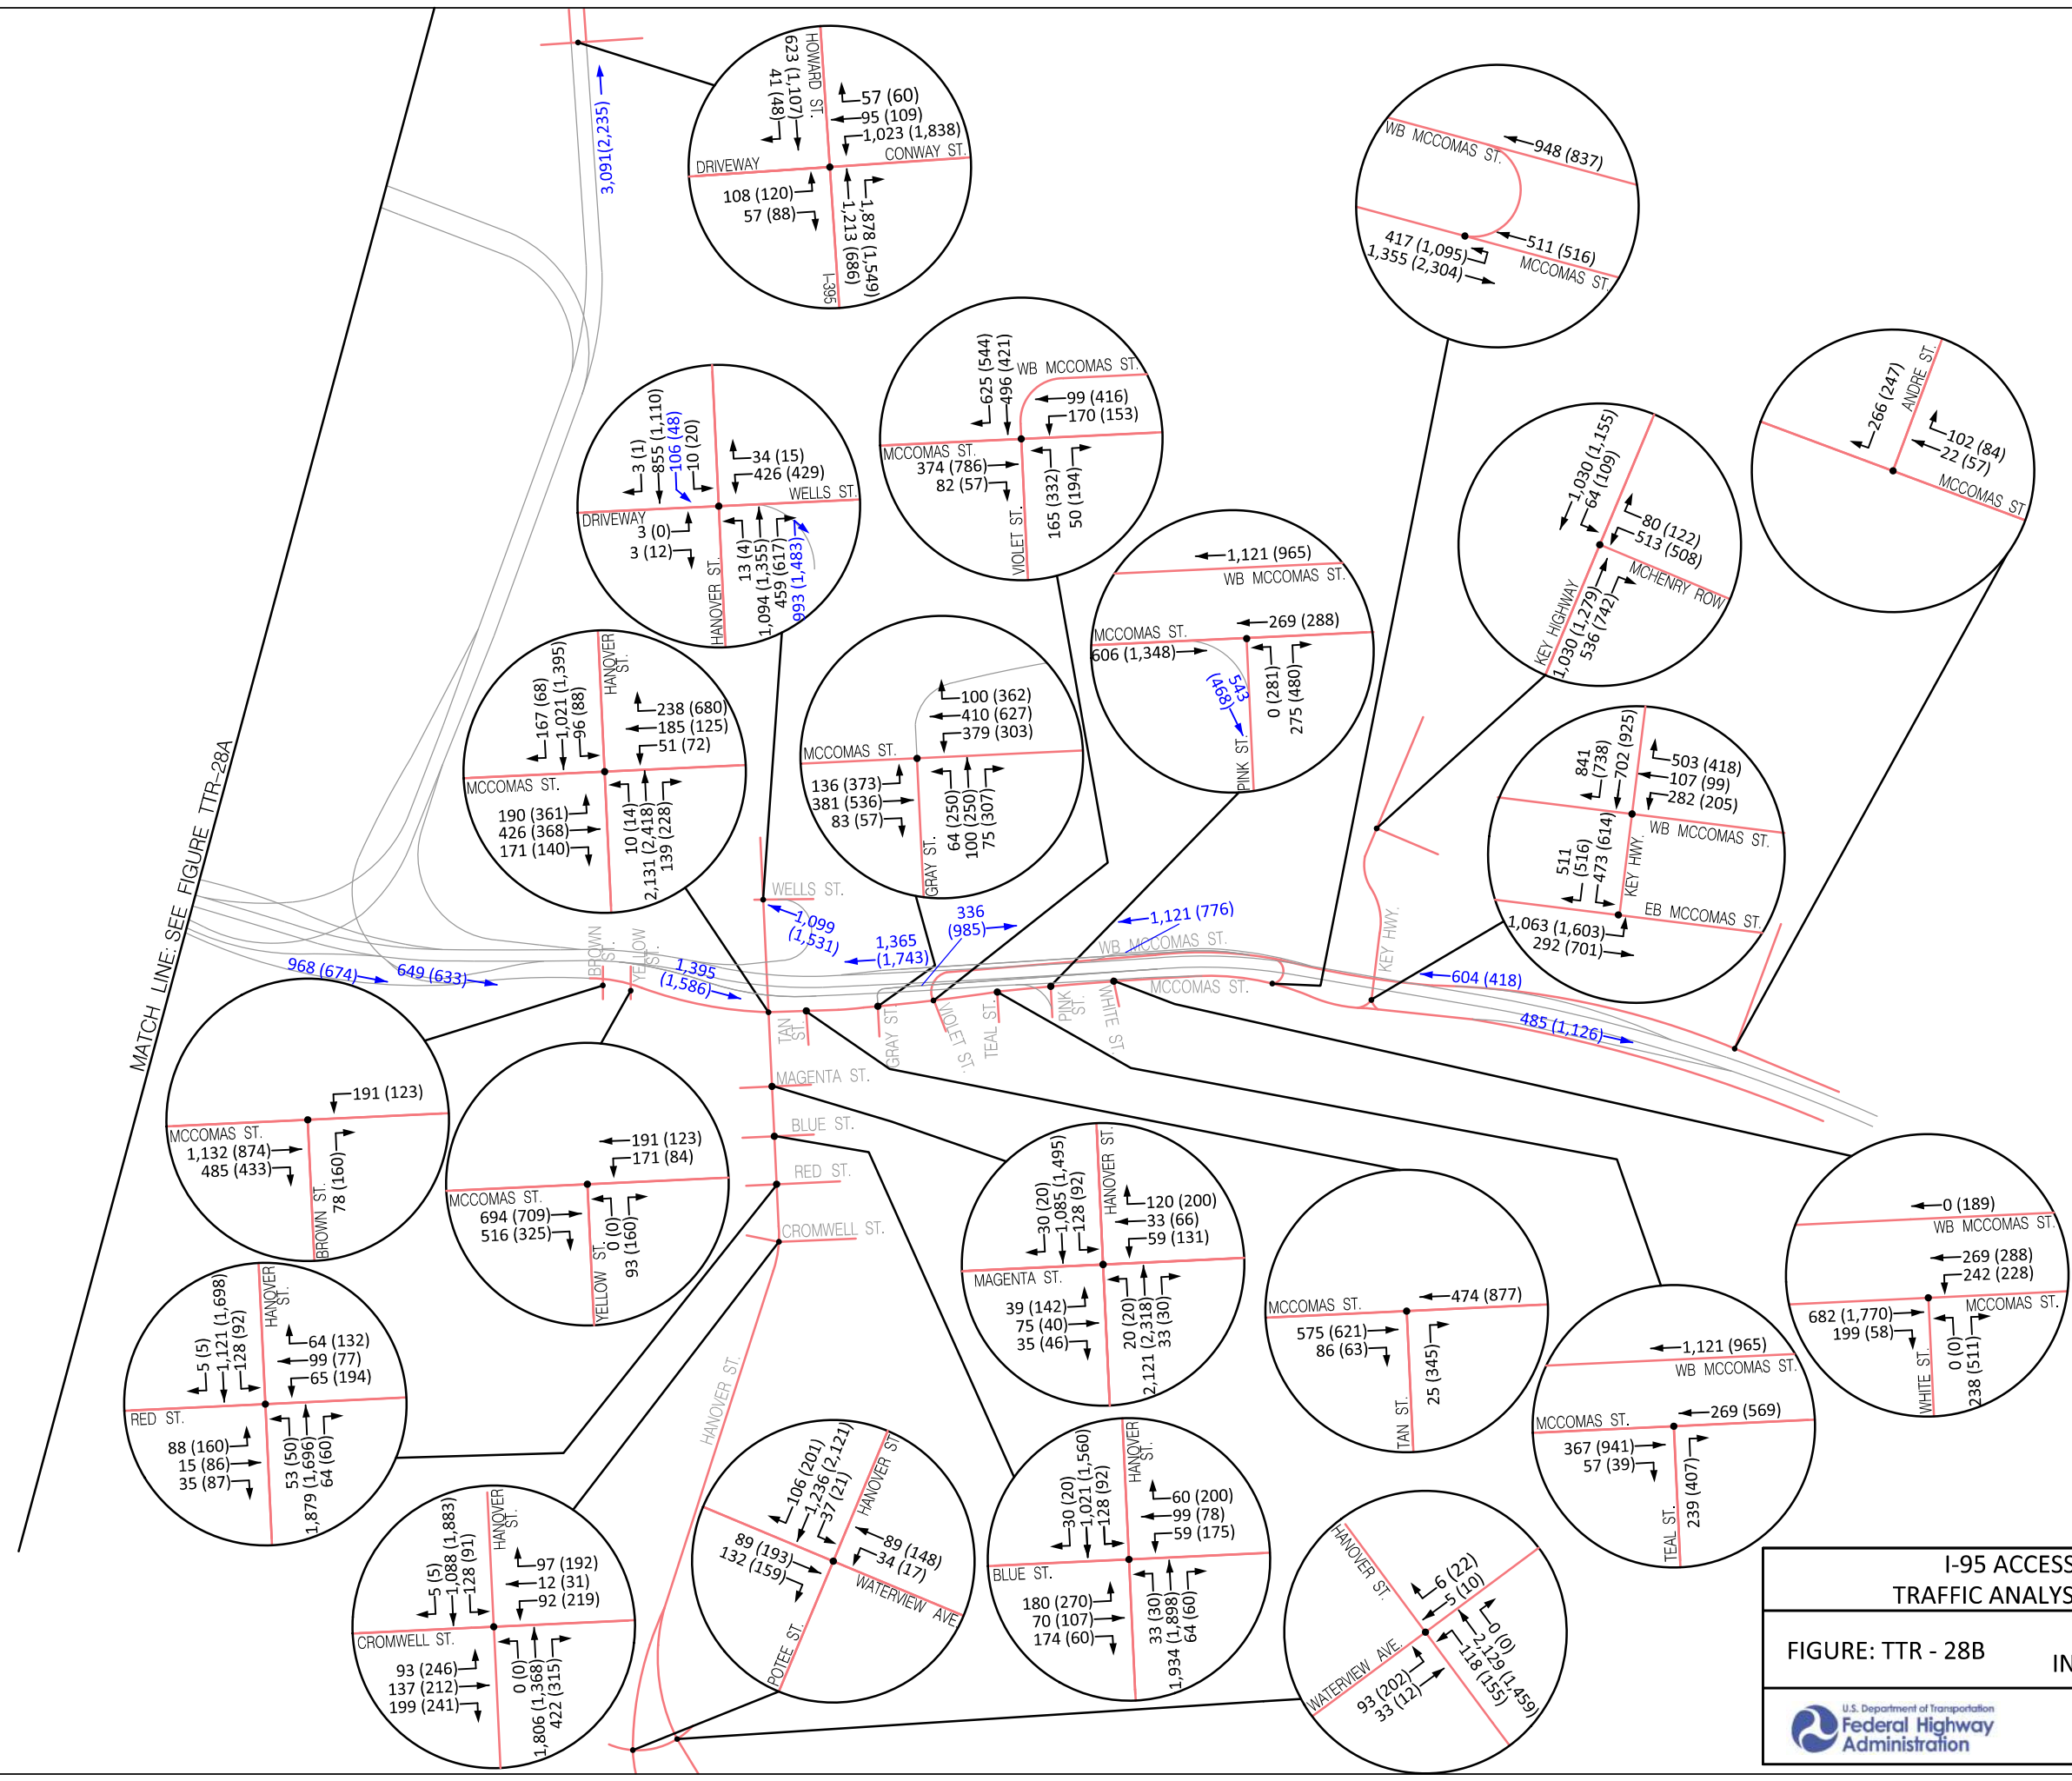 HOWARD ST.
623 (1,107)
41 (48)
57 (60)
95 (109)
1,023 (1,838)
CONWAY ST.
DRIVEWAY
108 (120)
57 (88)
1,213 (686)
1,878 (1,549)
I-395
3,091(2,235)
WB MCCOMAS ST.
948 (837)
511 (516)
417 (1,095)
1,355 (2,304)
MCCOMAS ST.
625 (544)
496 (421)
WB MCCOMAS ST.
99 (416)
170 (153)
MCCOMAS ST.
374 (786)
82 (57)
165 (332)
50 (194)
VIOLET ST.
266 (247)
ANDRE ST.
102 (84)
22 (57)
MCCOMAS ST
3 (1)
855 (1,110)
106 (48)
10 (20)
34 (15)
426 (429)
WELLS ST.
DRIVEWAY
3 (0)
3 (12)
13 (4)
1,094 (1,355)
459 (617)
993 (1,483)
HANOVER ST.
1,030 (1,155)
64 (109)
80 (122)
513 (508)
MCHENRY ROW
KEY HIGHWAY
1,030 (1,279)
536 (742)
1,121 (965)
WB MCCOMAS ST.
269 (288)
MCCOMAS ST.
606 (1,348)
543
(468)
0 (281)
275 (480)
PINK ST.
167 (68)
1,021 (1,395)
96 (88)
HANOVER
ST.
238 (680)
185 (125)
51 (72)
MCCOMAS ST.
190 (361)
426 (368)
171 (140)
10 (14)
2,131 (2,418)
139 (228)
100 (362)
410 (627)
379 (303)
MCCOMAS ST.
136 (373)
381 (536)
83 (57)
64 (250)
100 (250)
75 (307)
GRAY ST.
841
(738)
702 (925)
503 (418)
107 (99)
282 (205)
WB MCCOMAS ST.
511
(516)
473 (614)
KEY HWY.
EB MCCOMAS ST.
1,063 (1,603)
292 (701)
MATCH LINE: SEE FIGURE TTR-28A
WELLS ST.
1,099
(1,531)
336
(985)
1,365
(1,743)
1,121 (776)
WB MCCOMAS ST.
KEY HWY.
BROWN
ST.
YELLOW
ST.
968 (674)
649 (633)
1,395
(1,586)
604 (418)
485 (1,126)
MCCOMAS ST.
TAN
ST.
GRAY ST.
VIOLET ST.
TEAL ST.
PINK
ST.
WHITE ST.
MAGENTA ST.
BLUE ST.
RED ST.
CROMWELL ST.
HANOVER ST.
191 (123)
MCCOMAS ST.
1,132 (874)
485 (433)
78 (160)
BROWN ST.
191 (123)
171 (84)
MCCOMAS ST.
694 (709)
516 (325)
0 (0)
93 (160)
YELLOW ST.
30 (20)
1,085 (1,495)
128 (92)
HANOVER ST.
120 (200)
33 (66)
59 (131)
MAGENTA ST.
39 (142)
75 (40)
35 (46)
20 (20)
2,121 (2,318)
33 (30)
474 (877)
MCCOMAS ST.
575 (621)
86 (63)
25 (345)
TAN ST.
0 (189)
WB MCCOMAS ST.
269 (288)
242 (228)
MCCOMAS ST.
682 (1,770)
199 (58)
0 (0)
238 (511)
WHITE ST.
1,121 (965)
WB MCCOMAS ST.
269 (569)
MCCOMAS ST.
367 (941)
57 (39)
239 (407)
TEAL ST.
5 (5)
1,121 (1,698)
128 (92)
HANOVER
ST.
64 (132)
99 (77)
65 (194)
RED ST.
88 (160)
15 (86)
35 (87)
53 (50)
1,879 (1,696)
64 (60)
5 (5)
1,088 (1,883)
128 (91)
HANOVER
ST.
97 (192)
12 (31)
92 (219)
CROMWELL ST.
93 (246)
137 (212)
199 (241)
0 (0)
1,806 (1,368)
422 (315)
106 (201)
1,236 (2,121)
37 (21)
HANOVER ST
89 (148)
34 (17)
89 (193)
132 (159)
WATERVIEW AVE.
POTEE ST.
30 (20)
1,021 (1,560)
128 (92)
HANOVER
ST.
60 (200)
99 (78)
59 (175)
BLUE ST.
180 (270)
70 (107)
174 (60)
33 (30)
1,934 (1,898)
64 (60)
HANOVER ST.
6 (22)
5 (10)
0 (0)
2,129 (1,459)
118 (155)
WATERVIEW AVE.
93 (202)
33 (12)
I-95 ACCESS
TRAFFIC ANALYS
FIGURE: TTR - 28B
IN
U.S. Department of Transportation
Federal Highway
Administration